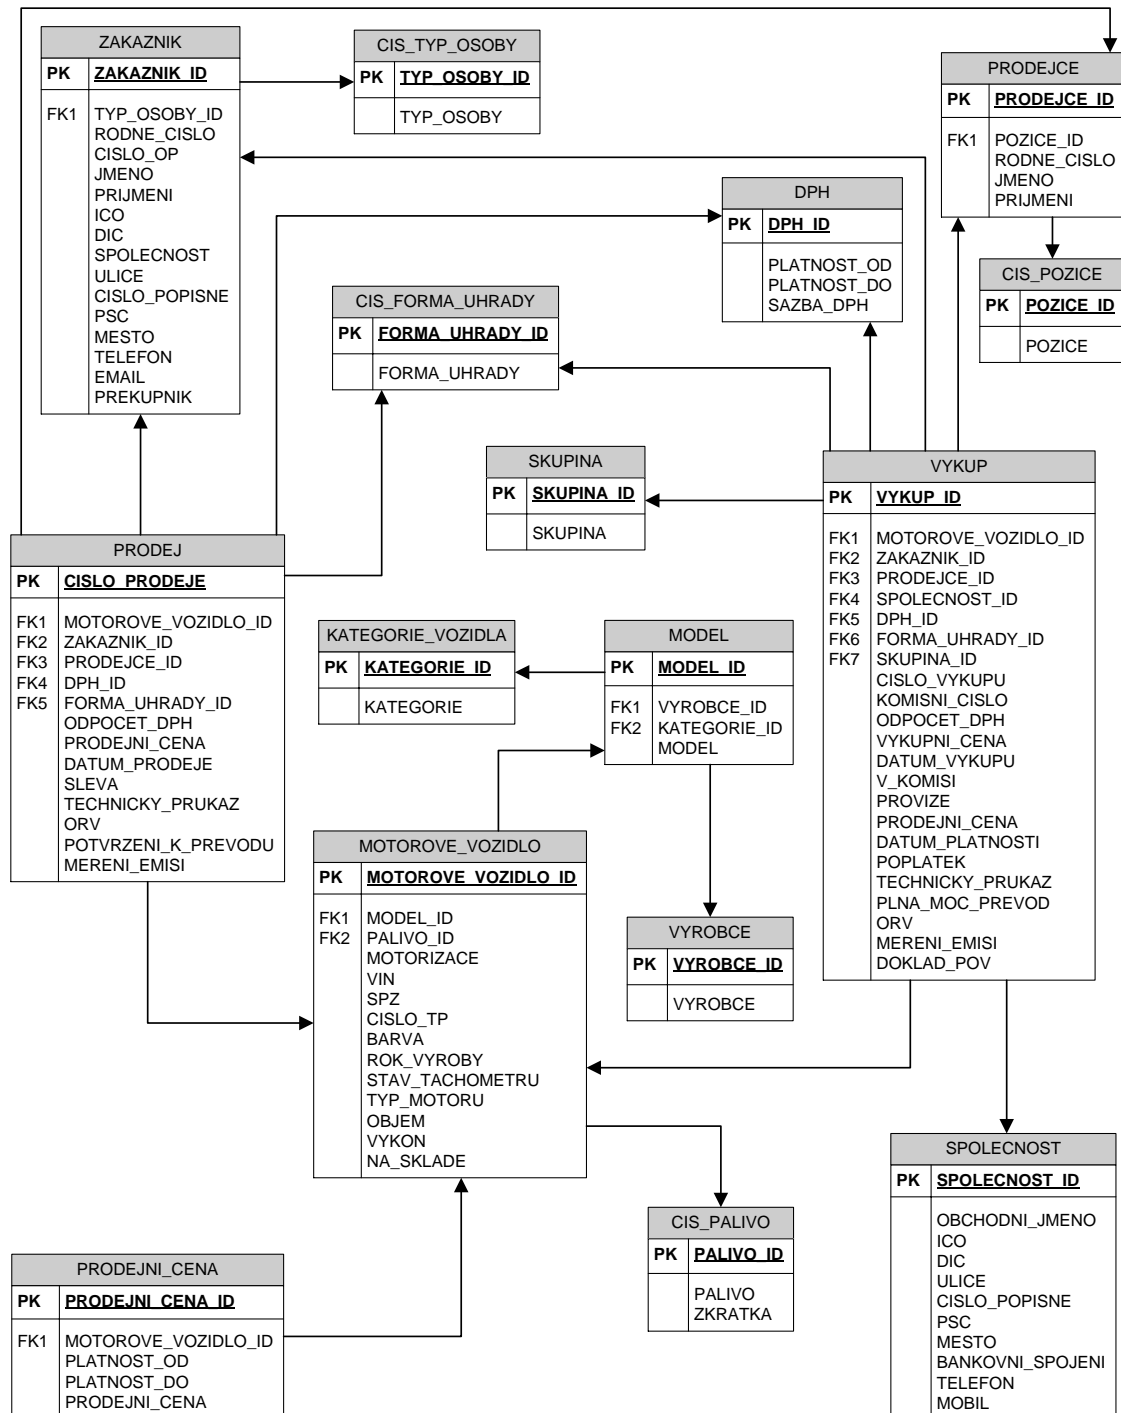 ZAKAZNIK
PK ZAKAZNIK_ID
FK1 TYP_OSOBY_ID
RODNE_CISLO
CISLO_OP
JMENO
PRIJMENI
ICO
DIC
SPOLECNOST
ULICE
CISLO_POPISNE
PSC
MESTO
TELEFON
EMAIL
PREKUPNIK
CIS_TYP_OSOBY
PK TYP_OSOBY_ID
TYP_OSOBY
PRODEJCE
PK PRODEJCE_ID
FK1 POZICE_ID
RODNE_CISLO
JMENO
PRIJMENI
DPH
PK DPH_ID
PLATNOST_OD
PLATNOST_DO
SAZBA_DPH
CIS_POZICE
PK POZICE_ID
POZICE
CIS_FORMA_UHRADY
PK FORMA_UHRADY_ID
FORMA_UHRADY
SKUPINA
PK SKUPINA_ID
SKUPINA
VYKUP
PK VYKUP_ID
FK1 MOTOROVE_VOZIDLO_ID
FK2 ZAKAZNIK_ID
FK3 PRODEJCE_ID
FK4 SPOLECNOST_ID
FK5 DPH_ID
FK6 FORMA_UHRADY_ID
FK7 SKUPINA_ID
CISLO_VYKUPU
KOMISNI_CISLO
ODPOCET_DPH
VYKUPNI_CENA
DATUM_VYKUPU
V_KOMISI
PROVIZE
PRODEJNI_CENA
DATUM_PLATNOSTI
POPLATEK
TECHNICKY_PRUKAZ
PLNA_MOC_PREVOD
ORV
MERENI_EMISI
DOKLAD_POV
PRODEJ
PK CISLO_PRODEJE
FK1 MOTOROVE_VOZIDLO_ID
FK2 ZAKAZNIK_ID
FK3 PRODEJCE_ID
FK4 DPH_ID
FK5 FORMA_UHRADY_ID
ODPOCET_DPH
PRODEJNI_CENA
DATUM_PRODEJE
SLEVA
TECHNICKY_PRUKAZ
ORV
POTVRZENI_K_PREVODU
MERENI_EMISI
KATEGORIE_VOZIDLA
PK KATEGORIE_ID
KATEGORIE
MODEL
PK MODEL_ID
FK1 VYROBCE_ID
FK2 KATEGORIE_ID
MODEL
MOTOROVE_VOZIDLO
PK MOTOROVE_VOZIDLO_ID
FK1 MODEL_ID
FK2 PALIVO_ID
MOTORIZACE
VIN
SPZ
CISLO_TP
BARVA
ROK_VYROBY
STAV_TACHOMETRU
TYP_MOTORU
OBJEM
VYKON
NA_SKLADE
VYROBCE
PK VYROBCE_ID
VYROBCE
SPOLECNOST
PK SPOLECNOST_ID
OBCHODNI_JMENO
ICO
DIC
ULICE
CISLO_POPISNE
PSC
MESTO
BANKOVNI_SPOJENI
TELEFON
MOBIL
CIS_PALIVO
PK PALIVO_ID
PALIVO
ZKRATKA
PRODEJNI_CENA
PK PRODEJNI_CENA_ID
FK1 MOTOROVE_VOZIDLO_ID
PLATNOST_OD
PLATNOST_DO
PRODEJNI_CENA